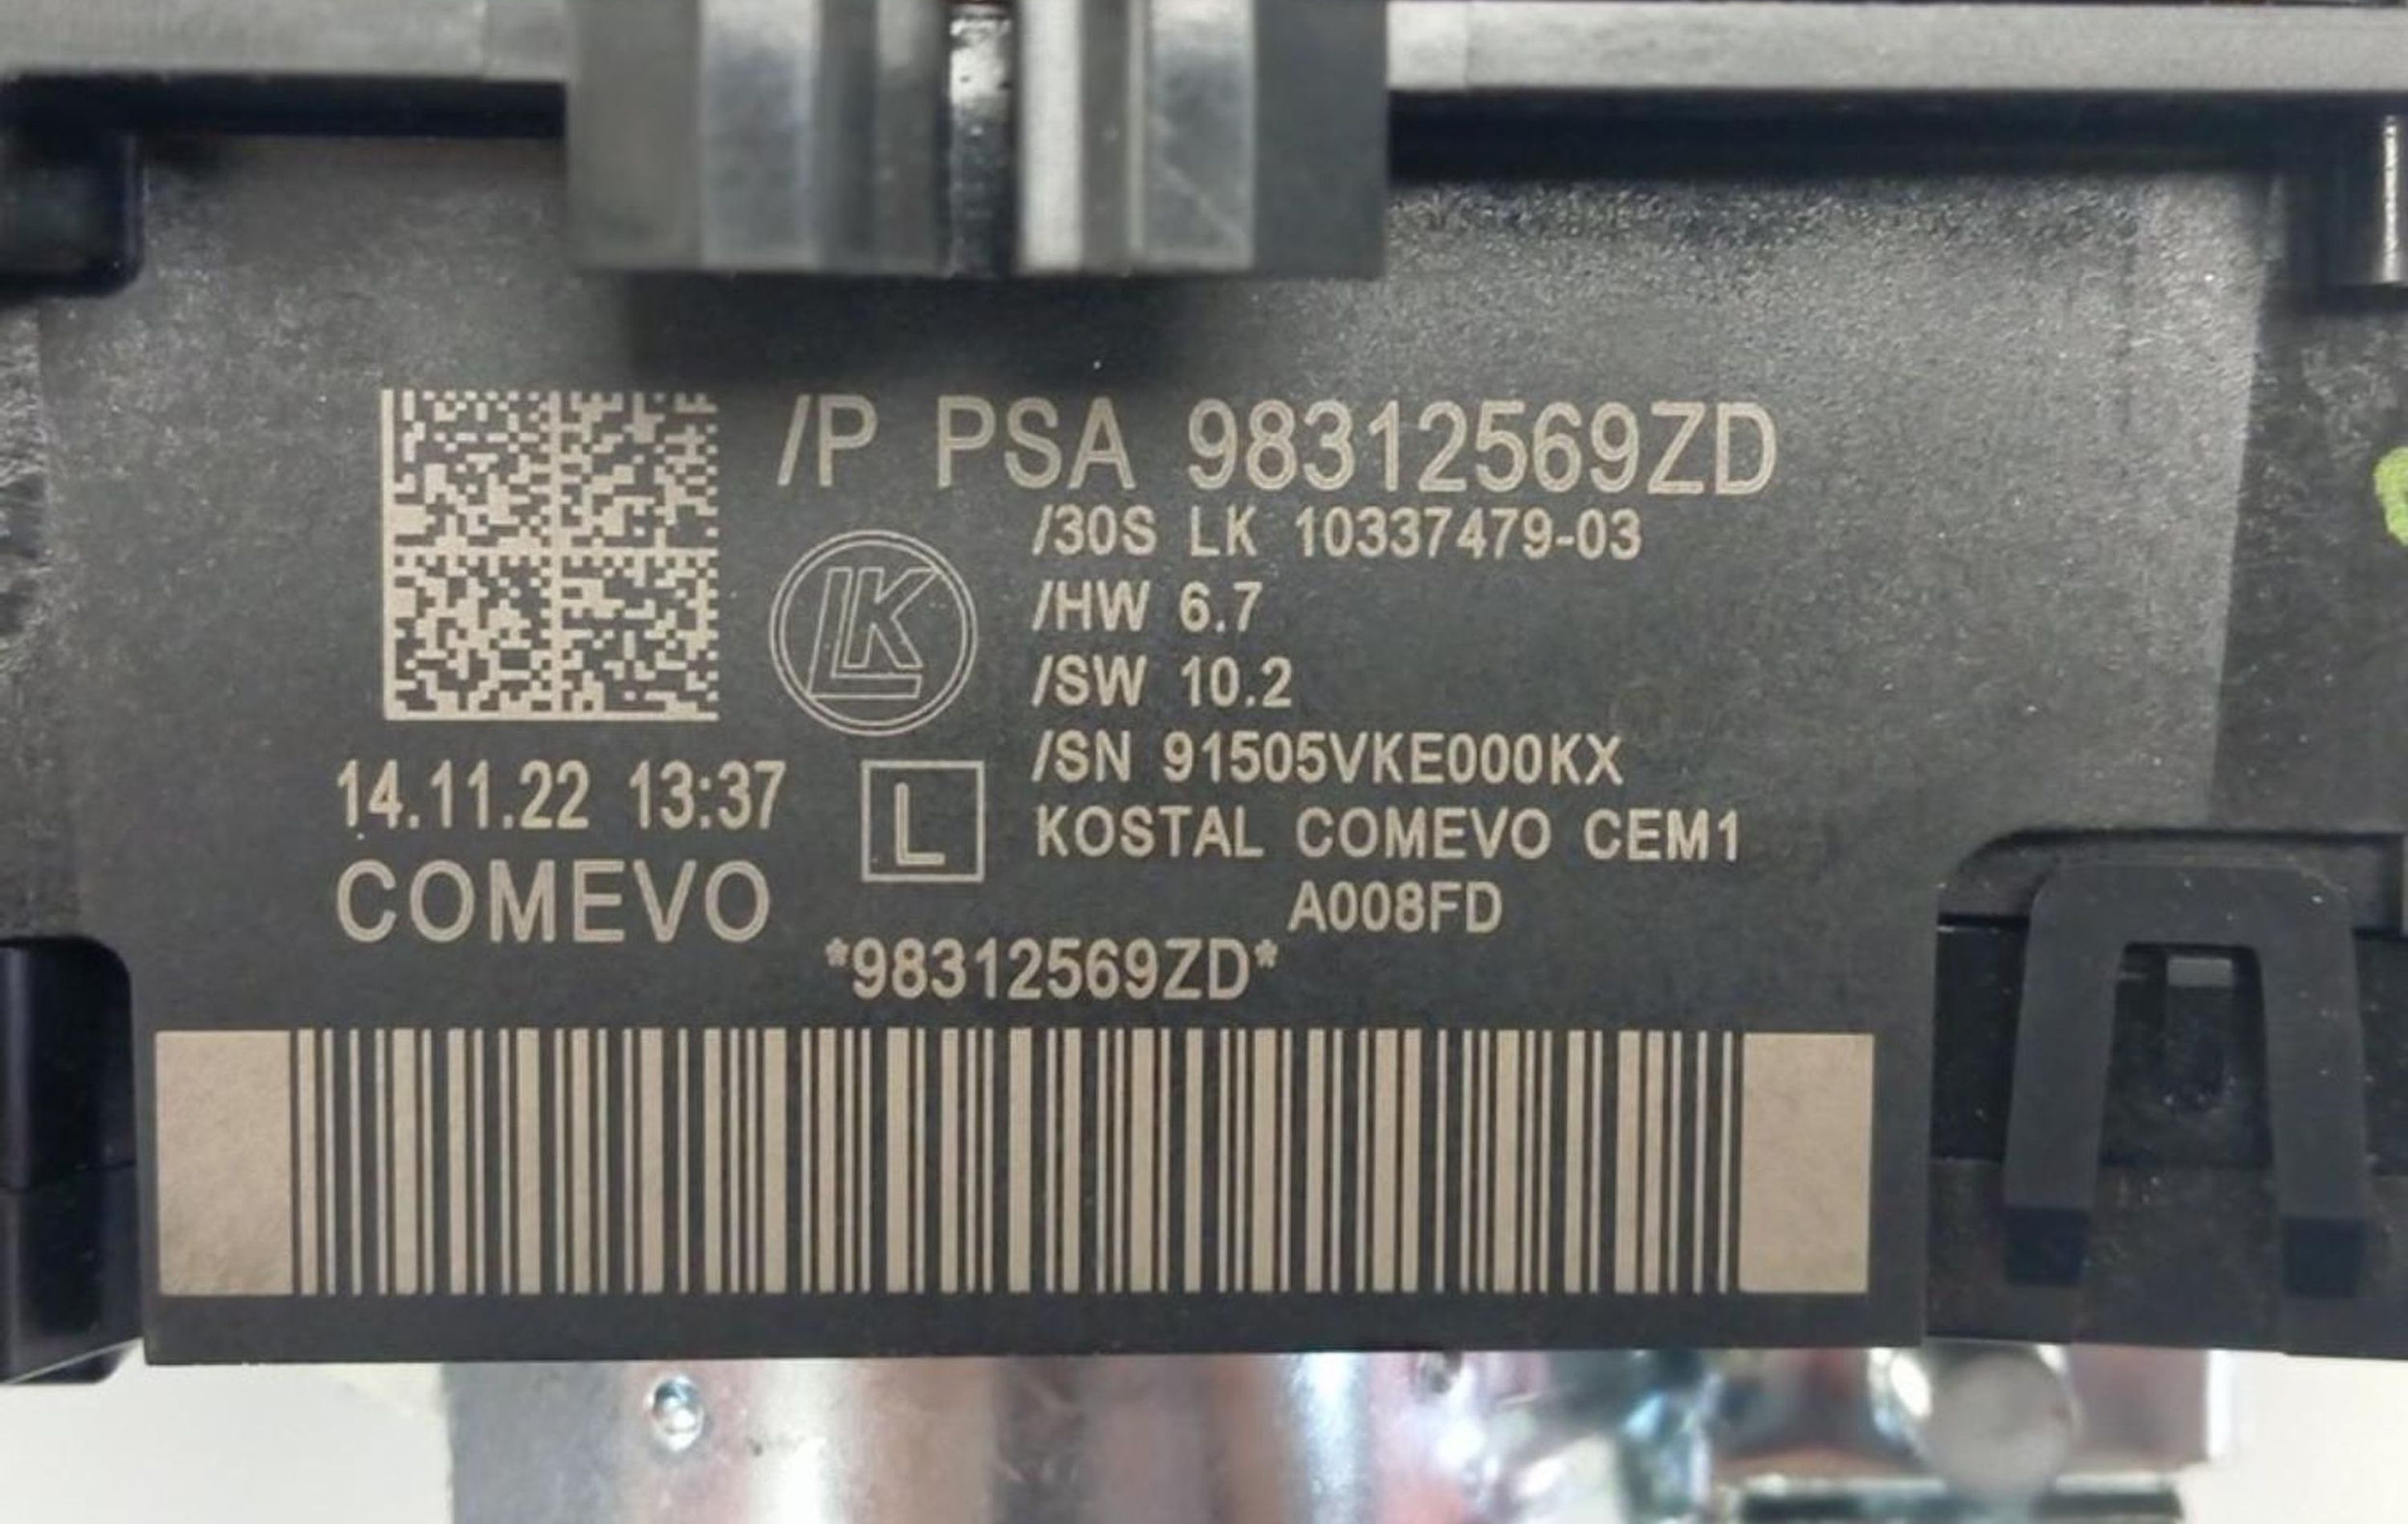 /P PSA 98312569ZD
/30S LK 10337479-03
LK
/HW 6.7
/SW 10.2
/SN 91505VKE000KX
14.11.22 13:37
L
KOSTAL COMEVO CEM1
COMEVO
A008FD
*98312569ZD*